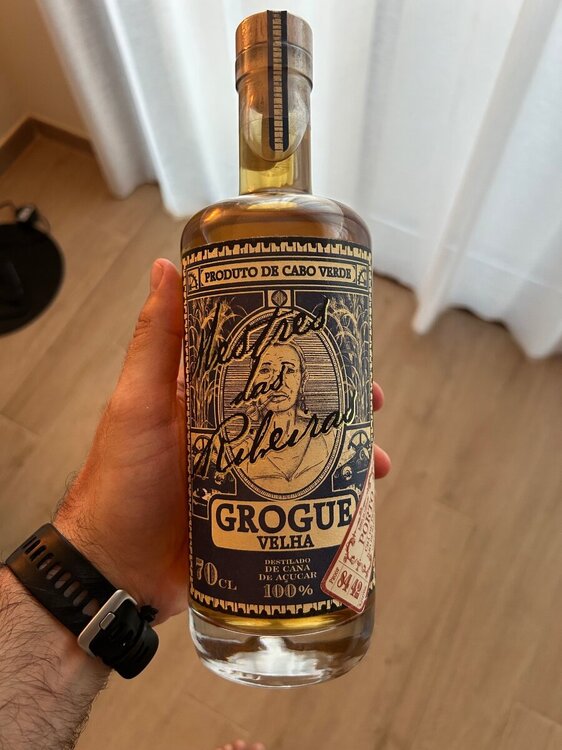 PRODUTO DE CABO VERDE
Mestres
das
Ribeiras
GROGUE
VELHA
70CL
DESTILADO
DE CANA
DE AÇUCAR
100%